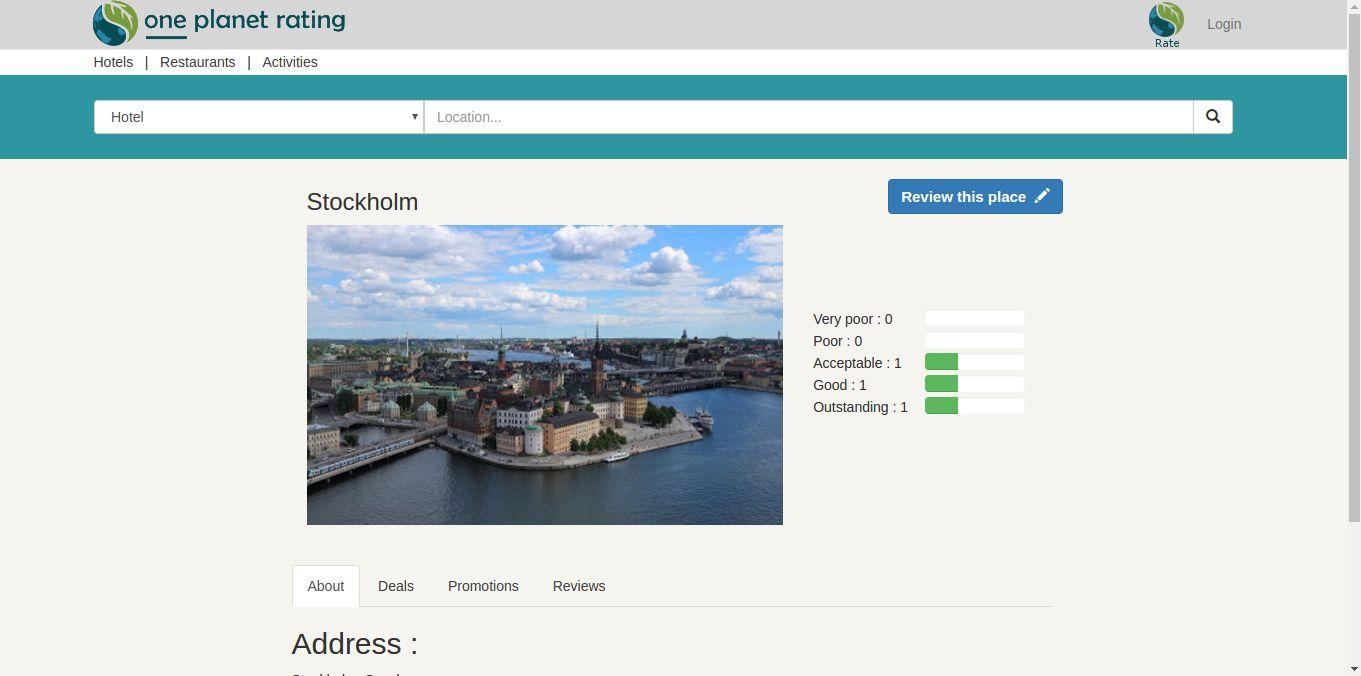 one planet rating
Rate
Login
Hotels | Restaurants | Activities
Hotel
Location...
Stockholm
Review this place
Very poor : 0
Poor : 0
Acceptable : 1
Good : 1
Outstanding : 1
About
Deals
Promotions
Reviews
Address :